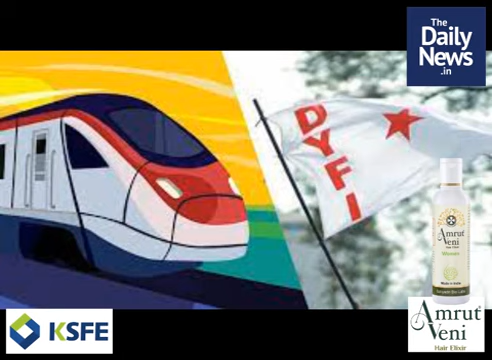 The
Daily
News
.in
DYFI
Amrut
Veni
KSFE
Amrut
Veni
Hair Elixir